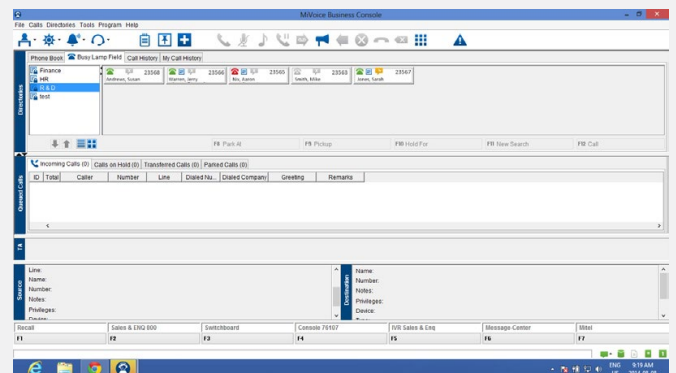 MiVoice Business Console
File Calls Directories Tools Program Help
Phone Book Busy Lamp Field Call History My Call History
Directories
Finance
HR
R & D
test
23568
Andrews, Susan
23566
Warren, Jerry
23565
Rix, Karen
23563
Smith, Mike
23567
Jones, Sarah
F8 Park At F9 Pickup F10 Hold For F11 New Search F12 Call
Queued Calls
Incoming Calls (0) Calls on Hold (0) Transferred Calls (0) Parked Calls (0)
ID Total Caller Number Line Dialed Nu... Dialed Company Greeting Remarks
Source
Line:
Name:
Number:
Notes:
Privileges:
Destination
Name:
Number:
Notes:
Privileges:
Device:
Recall Sales & ENQ 000 Switchboard Console 76107 IVR Sales & Enq Message-Center Mitel
F1 F2 F3 F4 F5 F6 F7
ENG 9:19 AM